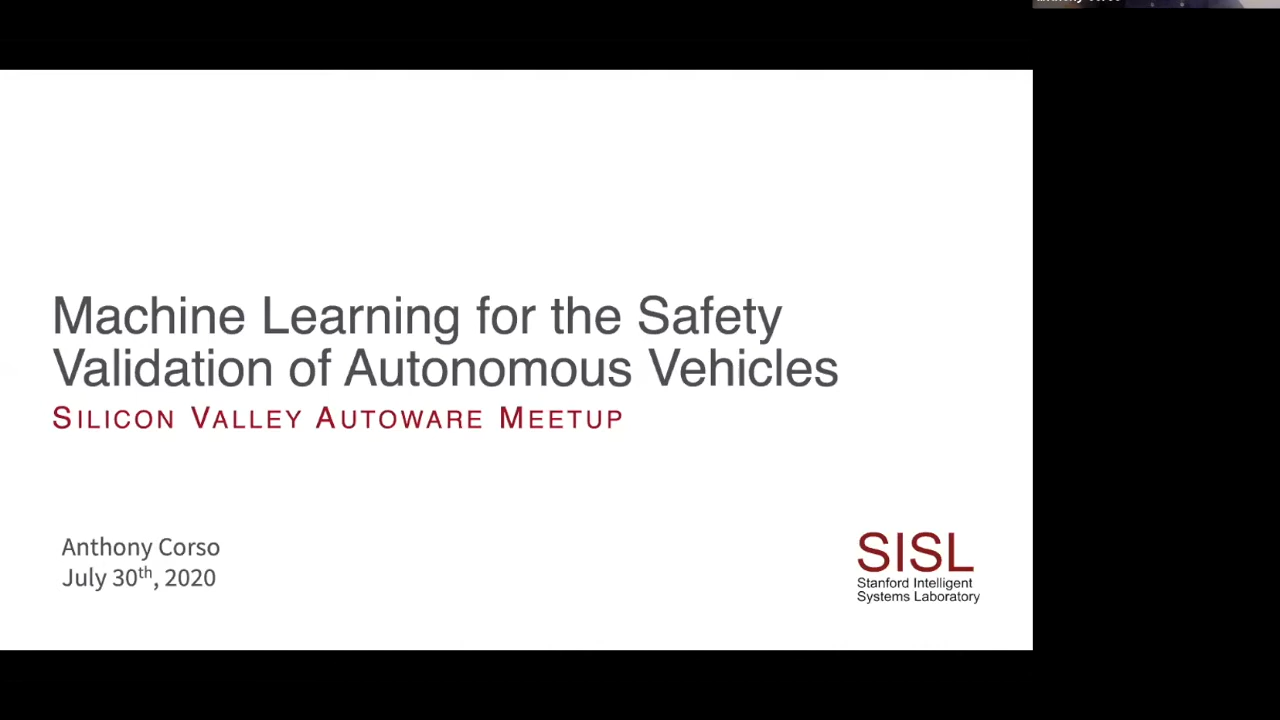 Machine Learning for the Safety
Validation of Autonomous Vehicles
SILICON VALLEY AUTOWARE MEETUP
Anthony Corso
July 30th, 2020
SISL
Stanford Intelligent
Systems Laboratory